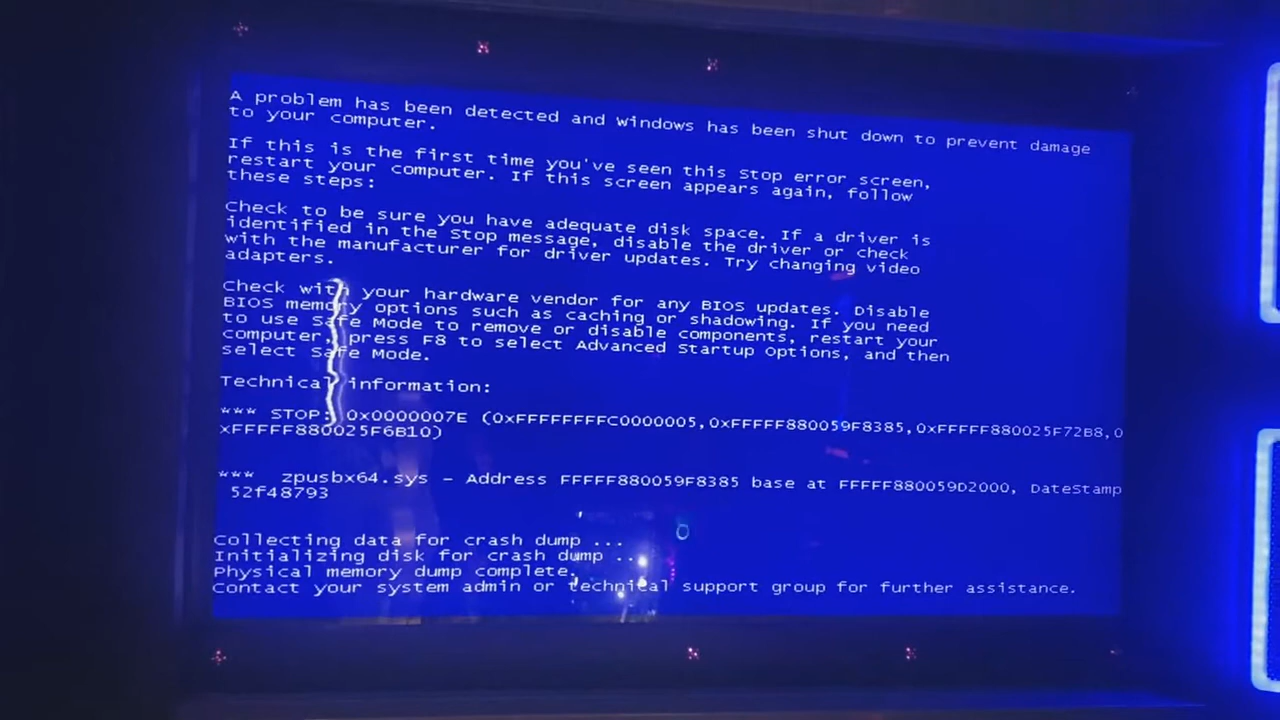 A problem has been detected and Windows has been shut down to prevent damage
to your computer.
If this is the first time you've seen this Stop error screen,
restart your computer. If this screen appears again, follow
these steps:
Check to be sure you have adequate disk space. If a driver is
identified in the Stop message, disable the driver or check
with the manufacturer for driver updates. Try changing video
adapters.
Check with your hardware vendor for any BIOS updates. Disable
BIOS memory options such as caching or shadowing. If you need
to use Safe Mode to remove or disable components, restart your
computer, press F8 to select Advanced Startup Options, and then
select Safe Mode.
Technical information:
*** STOP: 0x0000007E (0xFFFFFFFFC0000005,0xFFFFF880059F8385,0xFFFFF880025F72B8,0
xFFFFF880025F6B10)
*** zpusbx64.sys - Address FFFFF880059F8385 base at FFFFF880059D2000, DateStamp
52f48793
Collecting data for crash dump ...
Initializing disk for crash dump ...
Physical memory dump complete.
Contact your system admin or technical support group for further assistance.